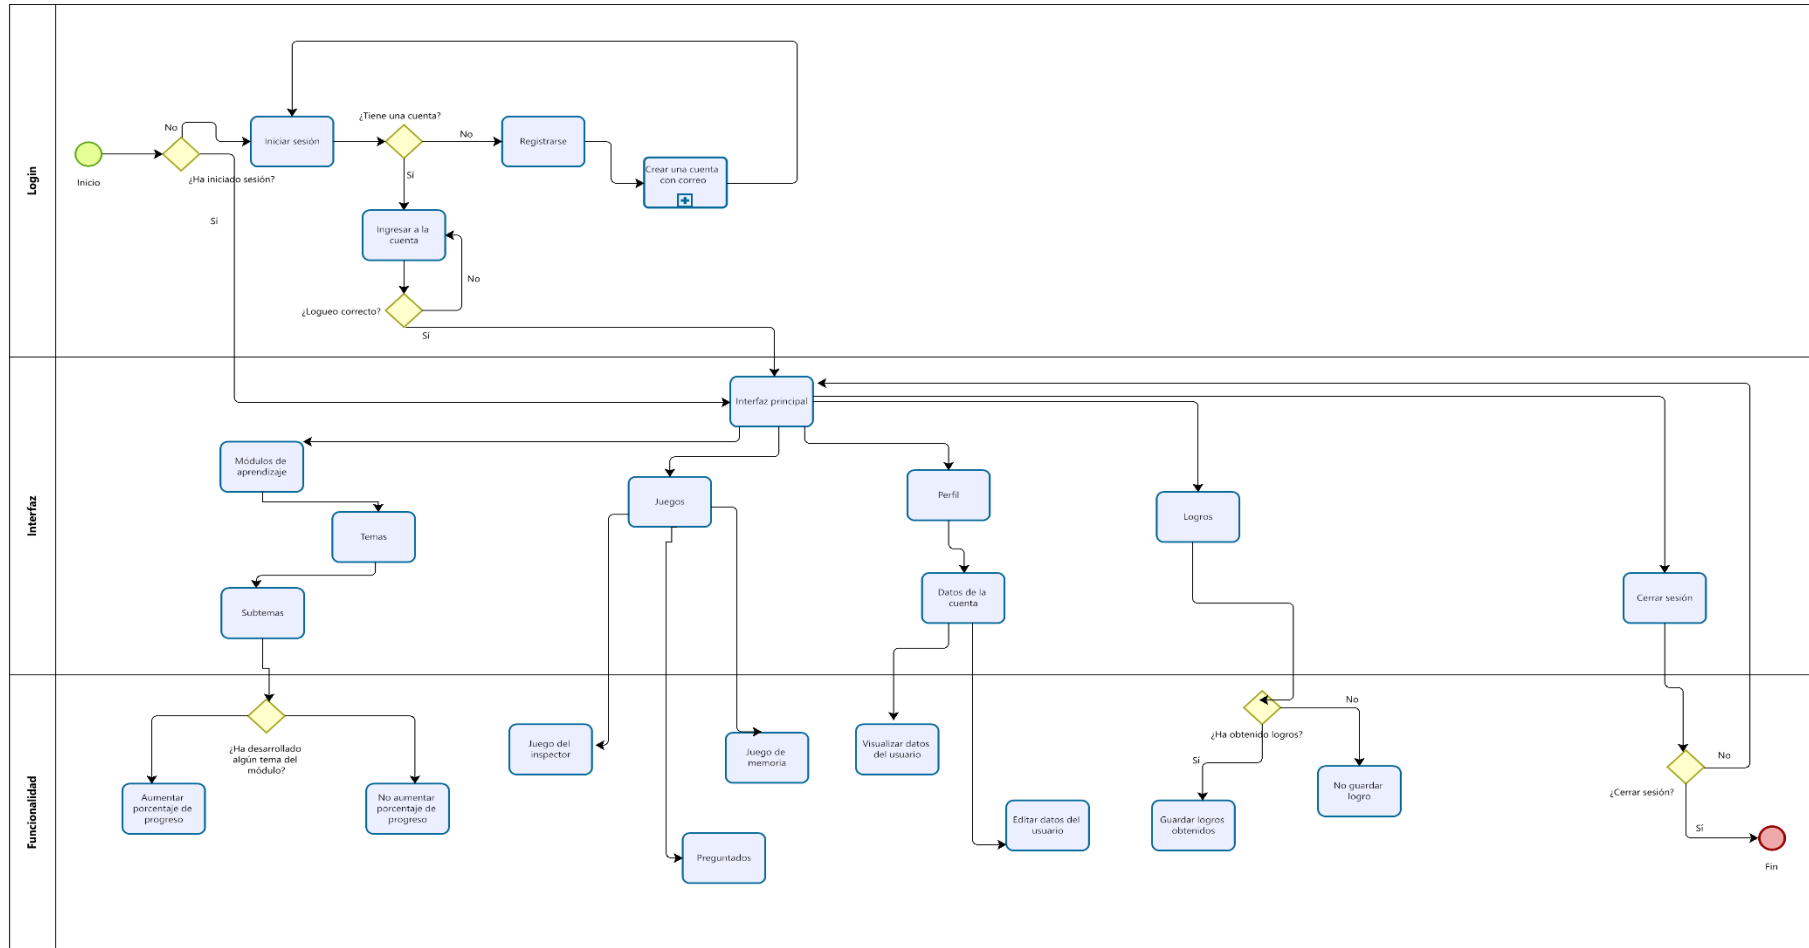 Login
¿Tiene una cuenta?
No
Iniciar sesión
No
Registrarse
Inicio
¿Ha iniciado sesión?
Sí
Crear una cuenta
con correo
Sí
Ingresar a la
cuenta
No
¿Logueo correcto?
Sí
Interfaz
Interfaz principal
Módulos de
aprendizaje
Juegos
Perfil
Logros
Temas
Subtemas
Datos de la
cuenta
Cerrar sesión
Funcionalidad
¿Ha desarrollado
algún tema del
módulo?
Aumentar
porcentaje de
progreso
No aumentar
porcentaje de
progreso
Juego del
inspector
Juego de
memoria
Preguntados
Visualizar datos
del usuario
Editar datos del
usuario
No
¿Ha obtenido logros?
Sí
Guardar logros
obtenidos
No guardar
logro
No
¿Cerrar sesión?
Sí
Fin